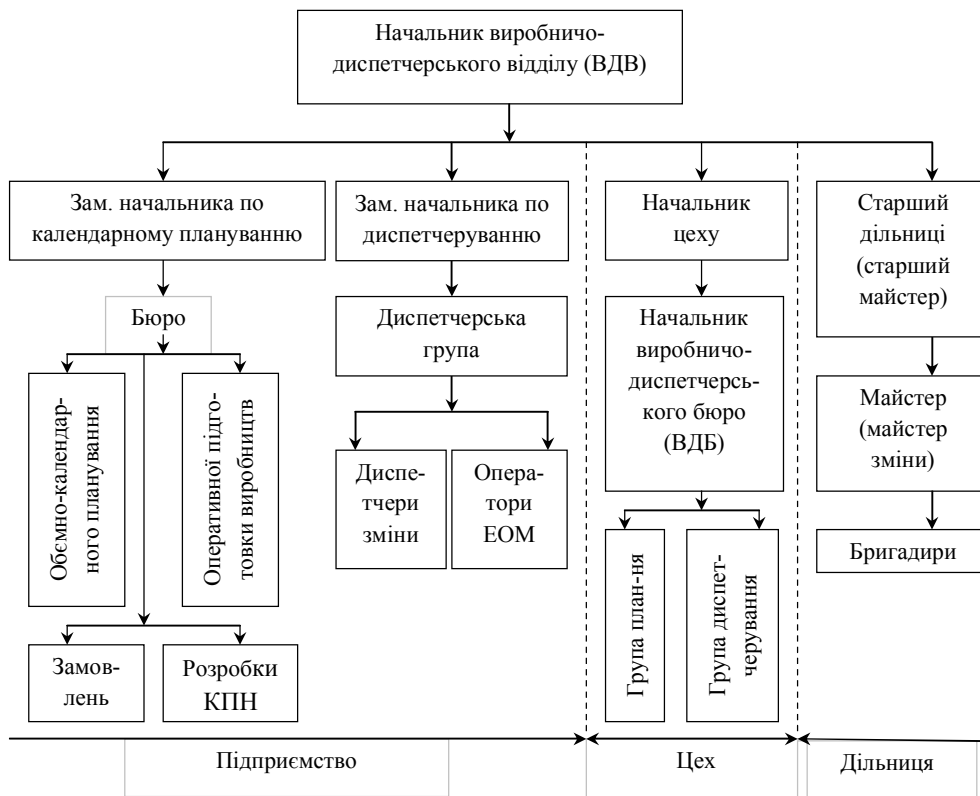 Начальник виробничо-
диспетчерського відділу (ВДВ)
Зам. начальника по
календарному плануванню
Зам. начальника по
диспетчеруванню
Начальник
цеху
Старший
дільниці
(старший
майстер)
Бюро
Диспетчерська
група
Начальник
виробничо-
диспетчерсь-
кого бюро
(ВДБ)
Обємно-календар-
ного планування
Оперативної підго-
товки виробництв
Майстер
(майстер
зміни)
Диспе-
тчери
зміни
Опера-
тори
ЕОМ
Бригадири
Група план-ня
Група диспет-
черування
Замов-
лень
Розробки
КПН
Підприємство
Цех
Дільниця